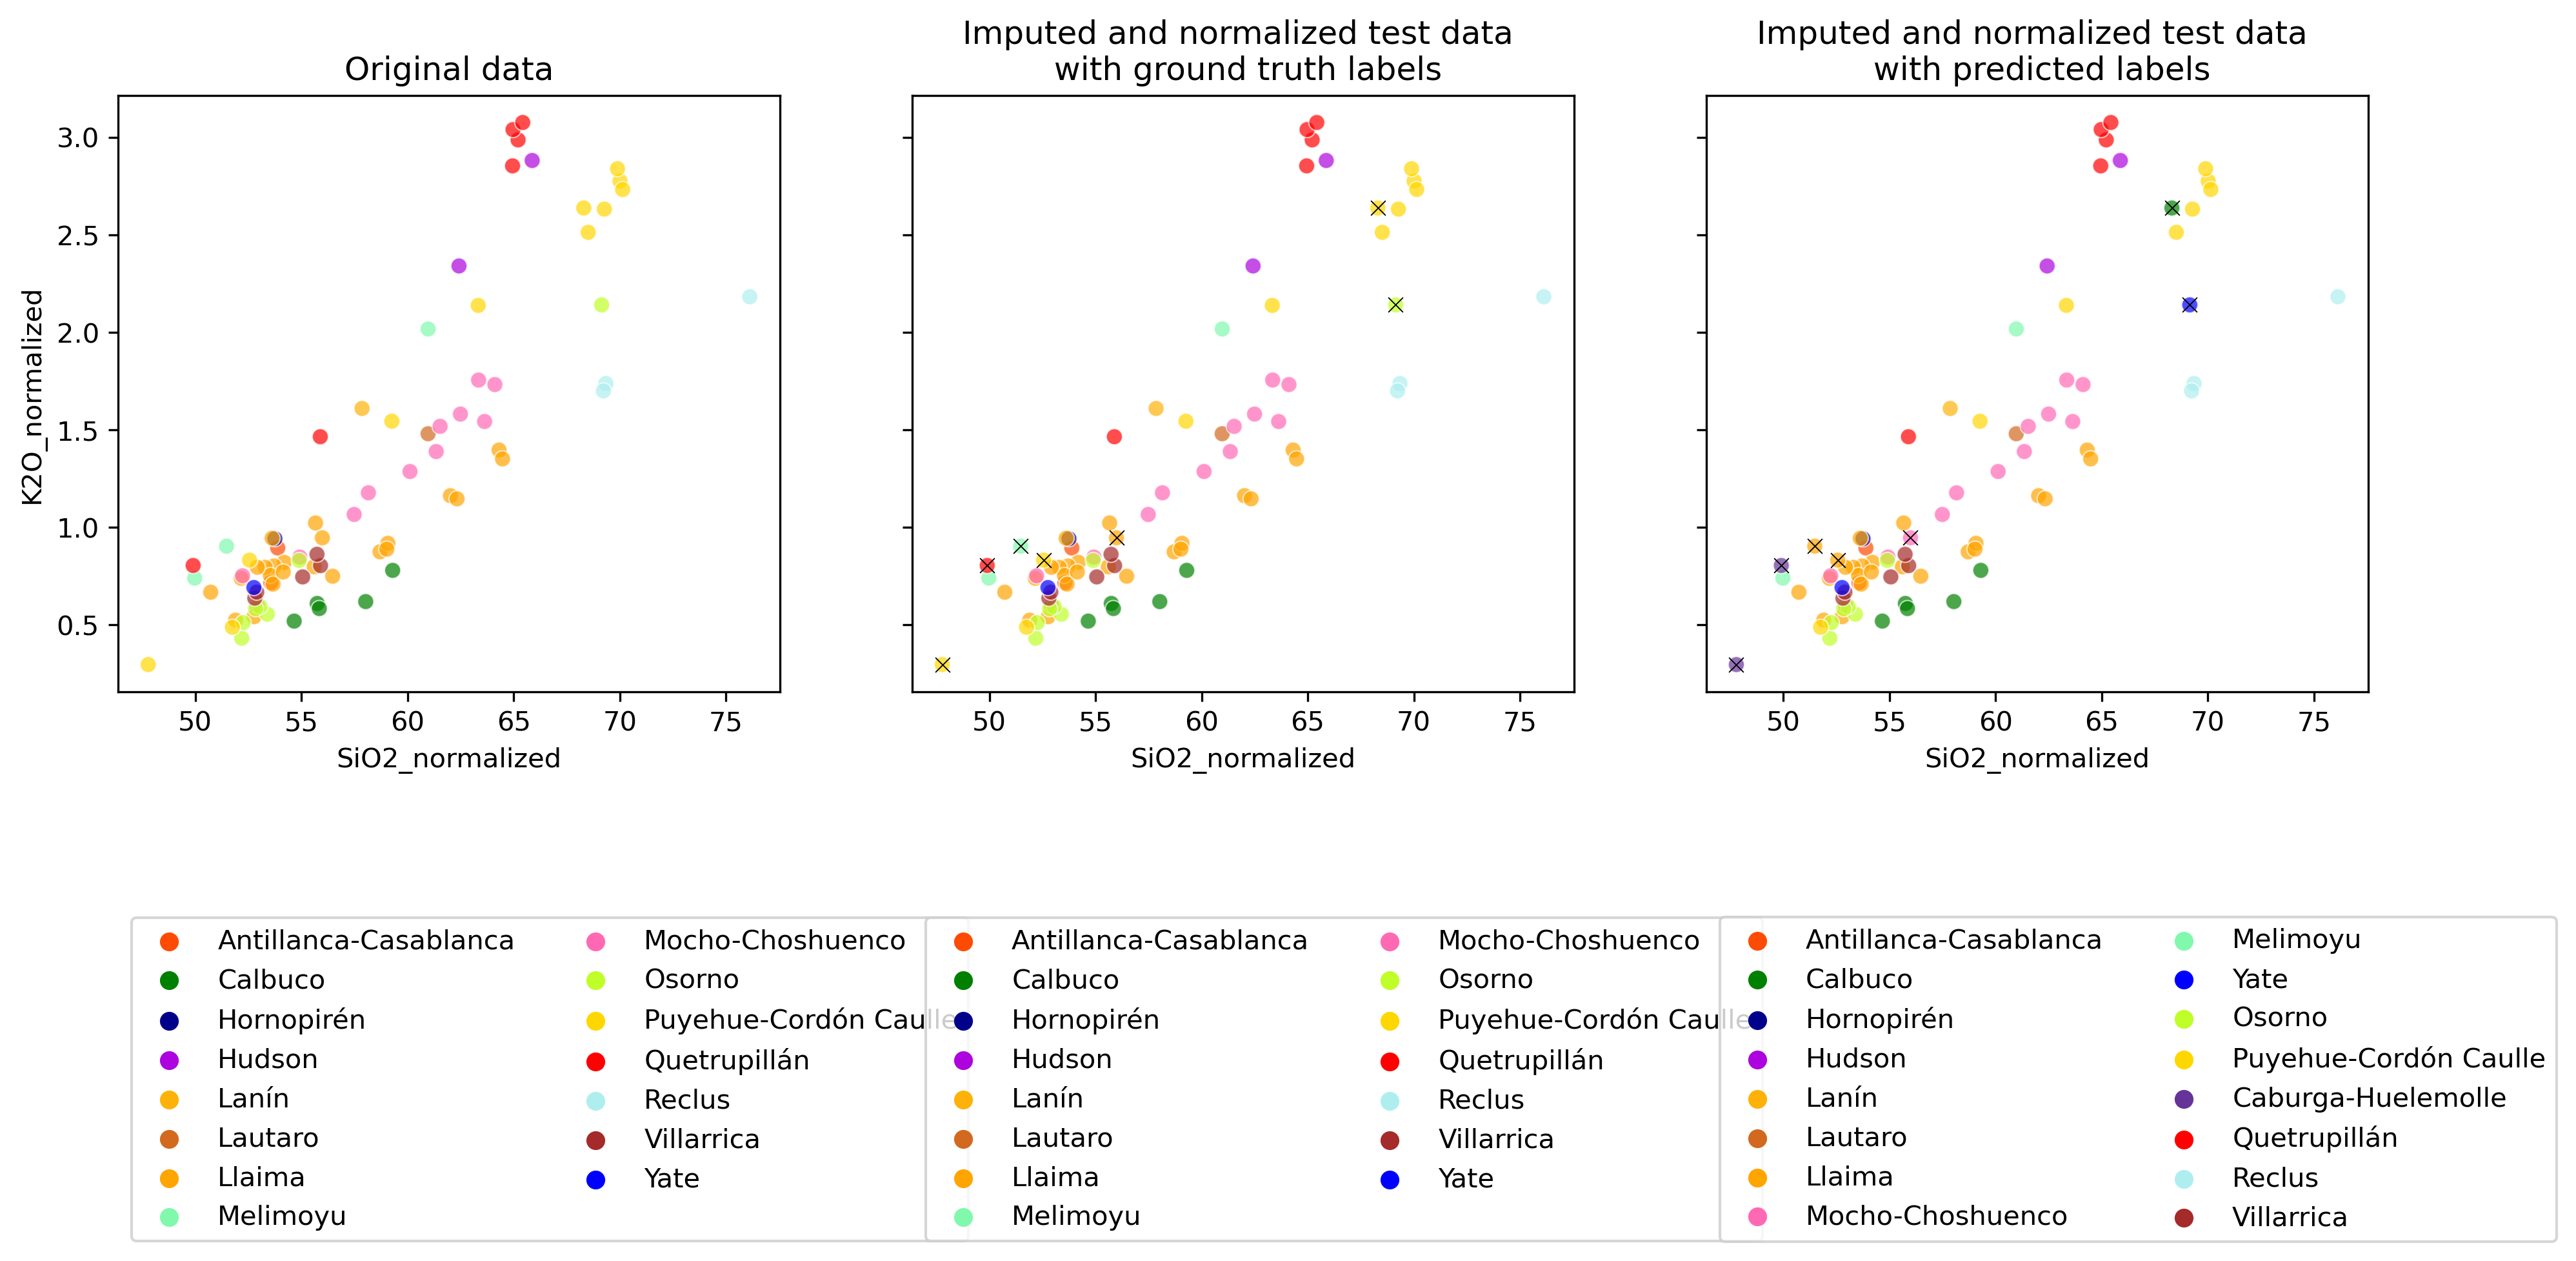 Original data
Imputed and normalized test data
with ground truth labels
Imputed and normalized test data
with predicted labels
K2O_normalized
3.0
2.5
2.0
1.5
1.0
0.5
50 55 60 65 70 75
SiO2_normalized
50 55 60 65 70 75
SiO2_normalized
50 55 60 65 70 75
SiO2_normalized
Antillanca-Casablanca
Calbuco
Hornopirén
Hudson
Lanín
Lautaro
Llaima
Melimoyu
Mocho-Choshuenco
Osorno
Puyehue-Cordón Caulle
Quetrupillán
Reclus
Villarrica
Yate
Antillanca-Casablanca
Calbuco
Hornopirén
Hudson
Lanín
Lautaro
Llaima
Melimoyu
Mocho-Choshuenco
Osorno
Puyehue-Cordón Caulle
Quetrupillán
Reclus
Villarrica
Yate
Antillanca-Casablanca
Calbuco
Hornopirén
Hudson
Lanín
Lautaro
Llaima
Mocho-Choshuenco
Melimoyu
Yate
Osorno
Puyehue-Cordón Caulle
Caburga-Huelemolle
Quetrupillán
Reclus
Villarrica